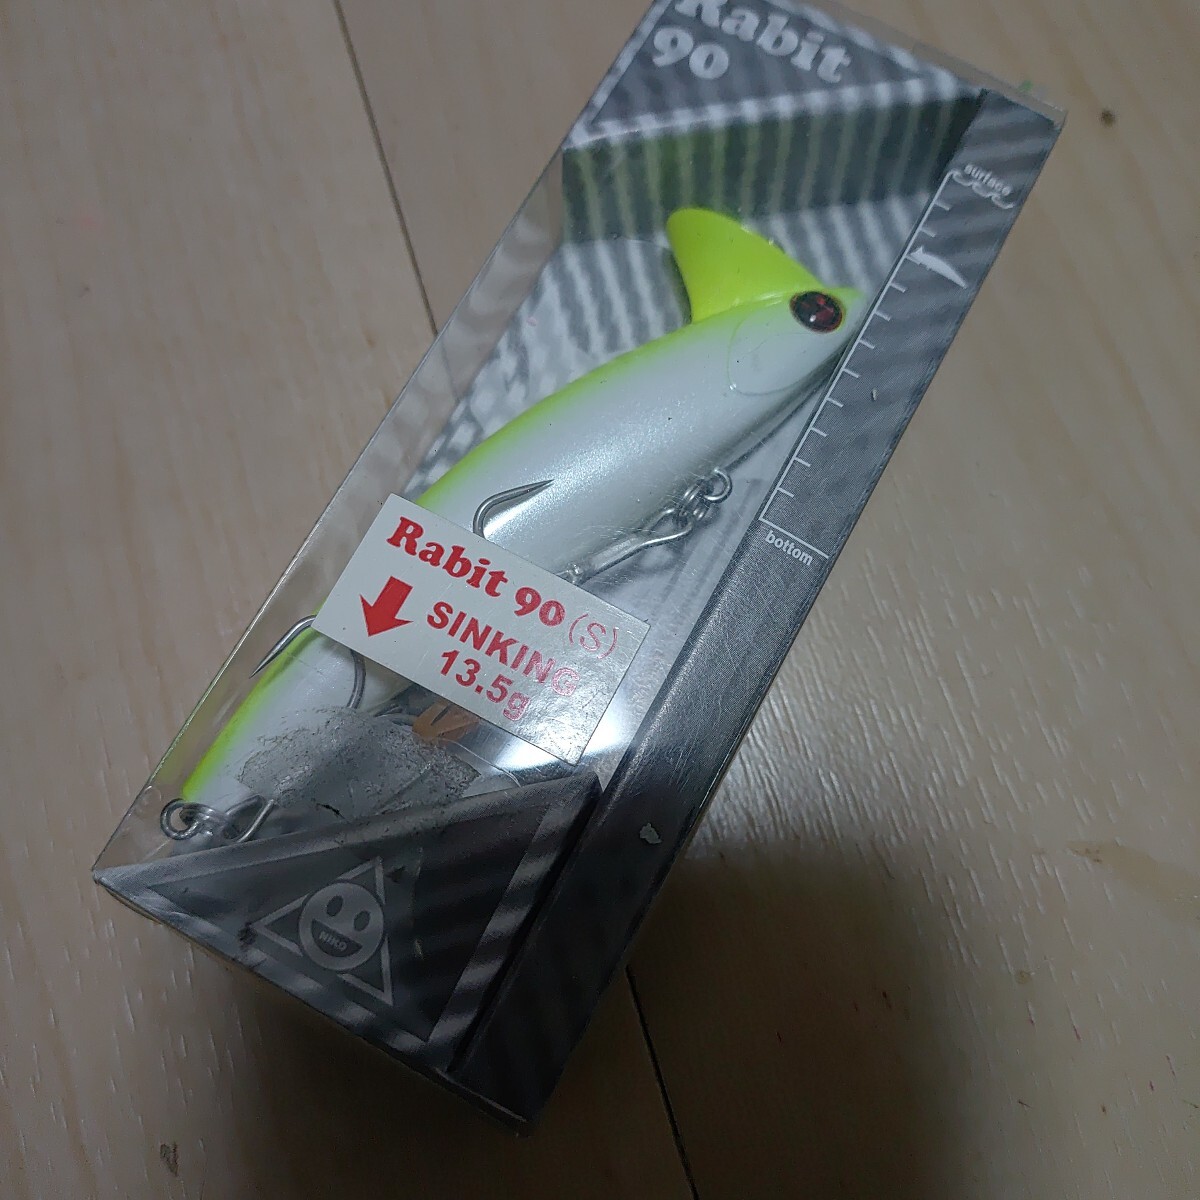 Rabit
90
surface
bottom
Rabit 90 (S)
SINKING
13.5g
NIKO